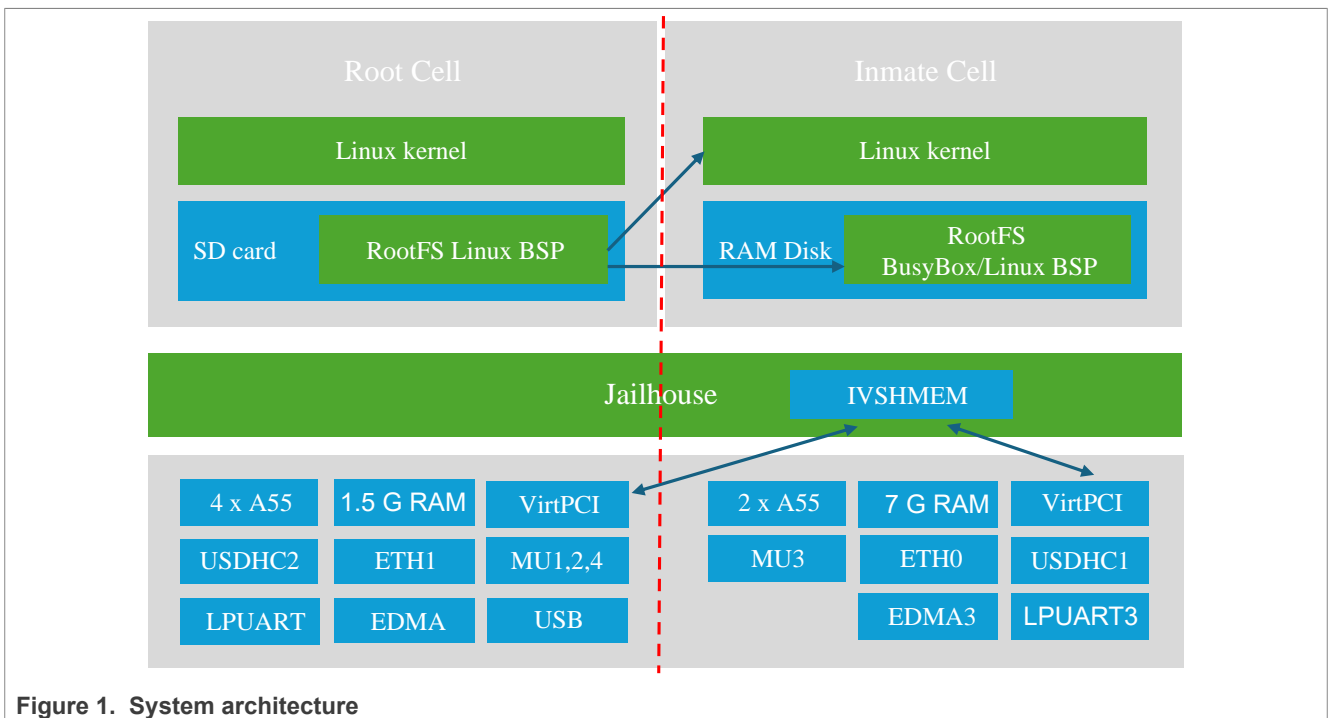 Root Cell
Inmate Cell
Linux kernel
Linux kernel
SD card
RootFS Linux BSP
RAM Disk
RootFS
BusyBox/Linux BSP
Jailhouse
IVSHMEM
4 x A55
1.5 G RAM
VirtPCI
2 x A55
7 G RAM
VirtPCI
USDHC2
ETH1
MU1,2,4
MU3
ETH0
USDHC1
LPUART
EDMA
USB
EDMA3
LPUART3
Figure 1. System architecture